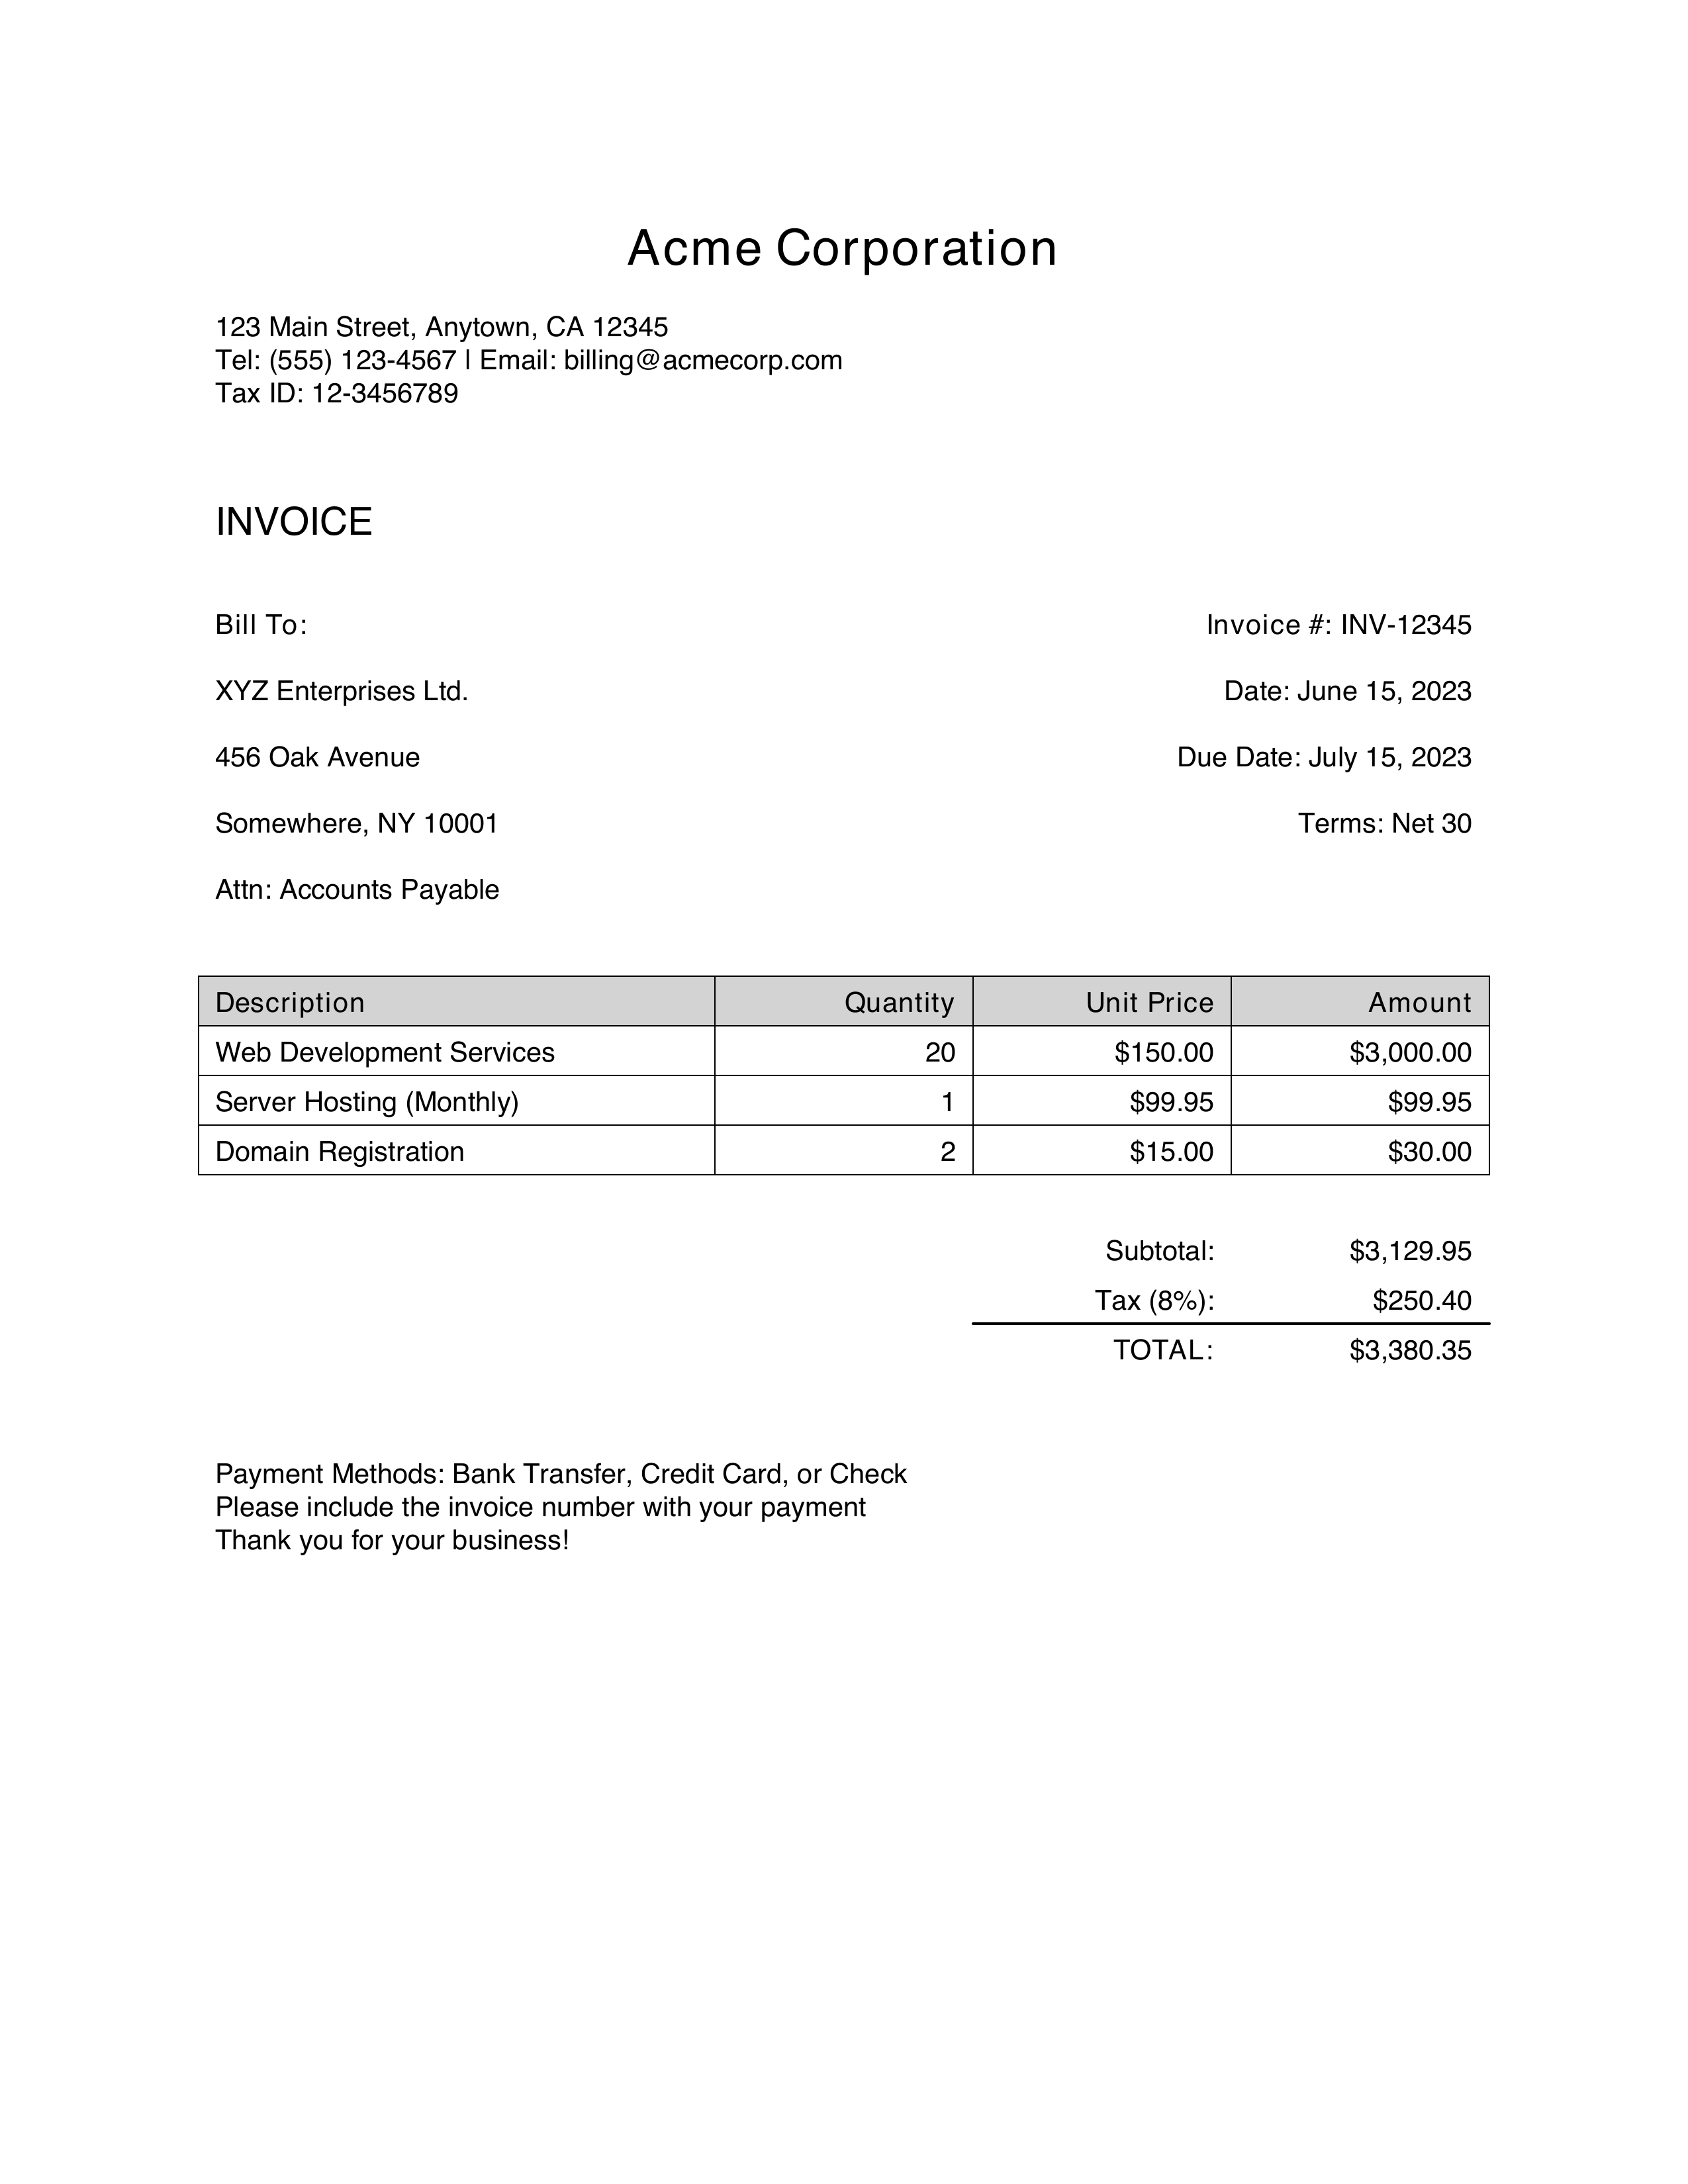 Acme Corporation
123 Main Street, Anytown, CA 12345
Tel: (555) 123-4567 | Email: billing@acmecorp.com
Tax ID: 12-3456789
INVOICE
Bill To:
Invoice #: INV-12345
XYZ Enterprises Ltd.
Date: June 15, 2023
456 Oak Avenue
Due Date: July 15, 2023
Somewhere, NY 10001
Terms: Net 30
Attn: Accounts Payable
Description Quantity Unit Price Amount
Web Development Services 20 $150.00 $3,000.00
Server Hosting (Monthly) 1 $99.95 $99.95
Domain Registration 2 $15.00 $30.00
Subtotal: $3,129.95
Tax (8%): $250.40
TOTAL: $3,380.35
Payment Methods: Bank Transfer, Credit Card, or Check
Please include the invoice number with your payment
Thank you for your business!